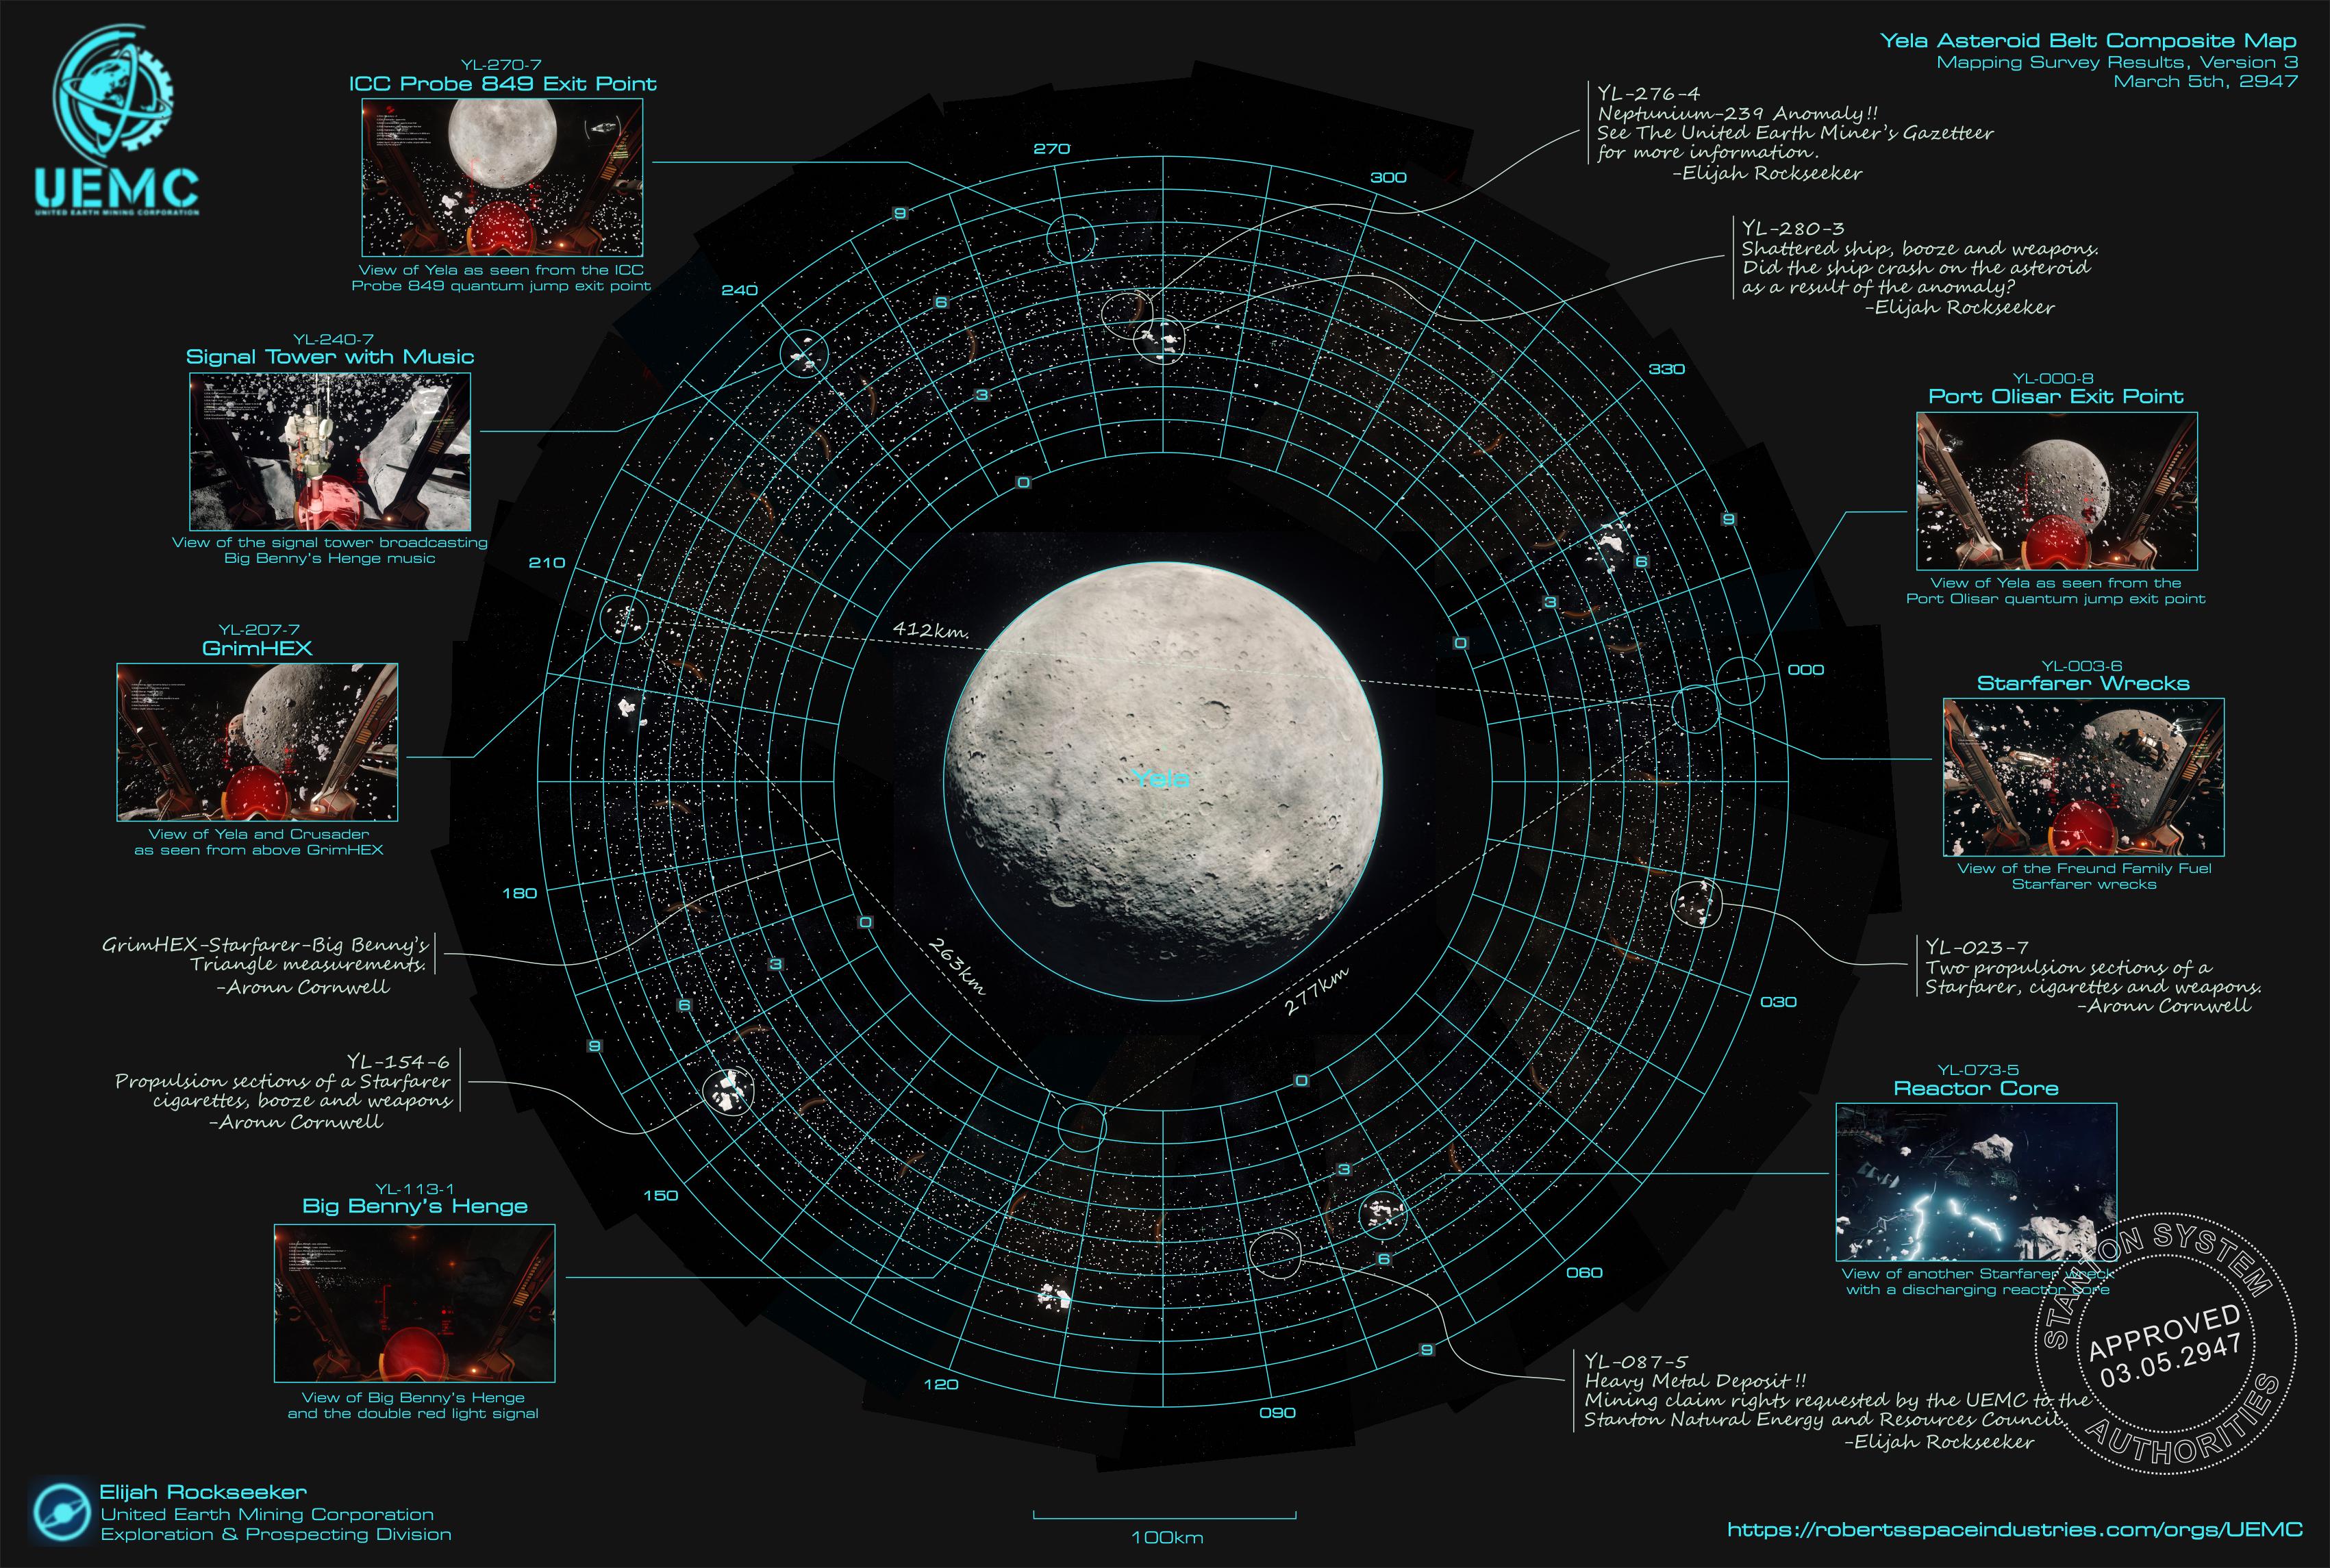 UEMC
UNITED EARTH MINING CORPORATION
Yela Asteroid Belt Composite Map
Mapping Survey Results, Version 3
March 5th, 2947
YL-270-7
ICC Probe 849 Exit Point
View of Yela as seen from the ICC
Probe 849 quantum jump exit point
YL-240-7
Signal Tower with Music
View of the signal tower broadcasting
Big Benny's Henge music
YL-207-7
GrimHEX
View of Yela and Crusader
as seen from above GrimHEX
GrimHEX-Starfarer-Big Benny's
Triangle measurements.
-Aronn Cornwell
YL-154-6
Propulsion sections of a Starfarer
cigarettes, booze and weapons
-Aronn Cornwell
YL-113-1
Big Benny's Henge
View of Big Benny's Henge
and the double red light signal
270
300
330
000
030
060
090
120
150
180
210
240
9
6
3
0
9
6
3
0
0
3
6
9
0
3
6
9
412km.
263km
277km
Yela
YL-276-4
Neptunium-239 Anomaly!!
See The United Earth Miner's Gazetteer
for more information.
-Elijah Rockseeker
YL-280-3
Shattered ship, booze and weapons.
Did the ship crash on the asteroid
as a result of the anomaly?
-Elijah Rockseeker
YL-000-8
Port Olisar Exit Point
View of Yela as seen from the
Port Olisar quantum jump exit point
YL-003-6
Starfarer Wrecks
View of the Freund Family Fuel
Starfarer wrecks
YL-023-7
Two propulsion sections of a
Starfarer, cigarettes and weapons.
-Aronn Cornwell
YL-073-5
Reactor Core
View of another Starfarer wreck
with a discharging reactor core
YL-087-5
Heavy Metal Deposit !!
Mining claim rights requested by the UEMC to the
Stanton Natural Energy and Resources Council.
-Elijah Rockseeker
STANTON SYSTEM
APPROVED
03.05.2947
AUTHORITIES
Elijah Rockseeker
United Earth Mining Corporation
Exploration & Prospecting Division
100km
https://robertsspaceindustries.com/orgs/UEMC